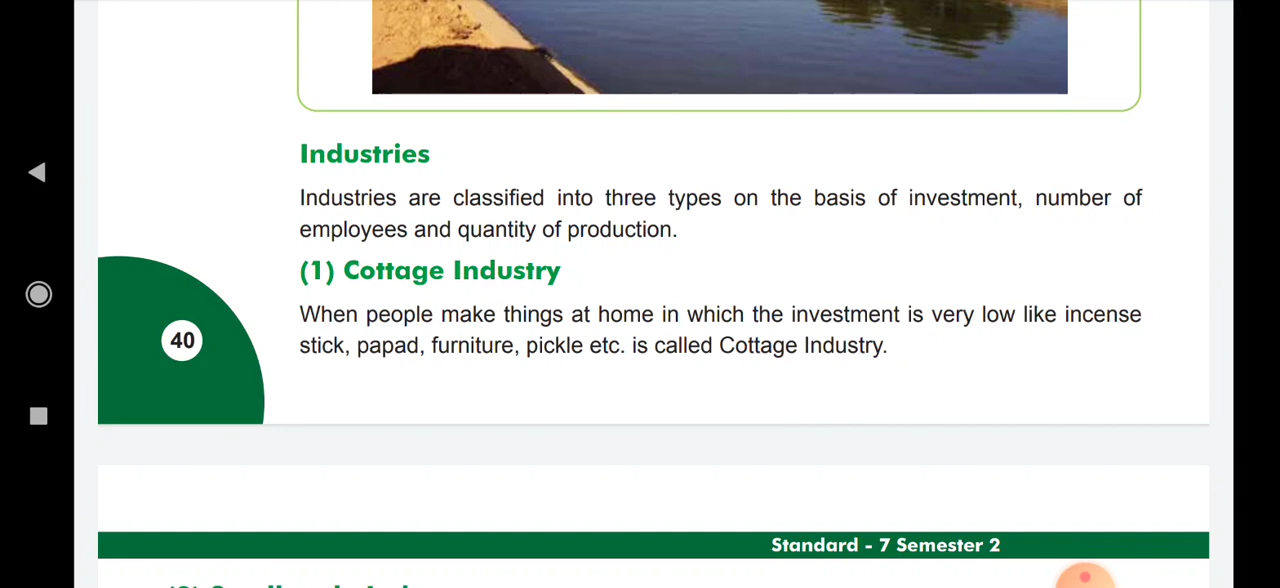 Industries
Industries are classified into three types on the basis of investment, number of
employees and quantity of production.
(1) Cottage Industry
When people make things at home in which the investment is very low like incense
stick, papad, furniture, pickle etc. is called Cottage Industry.
40
Standard - 7 Semester 2